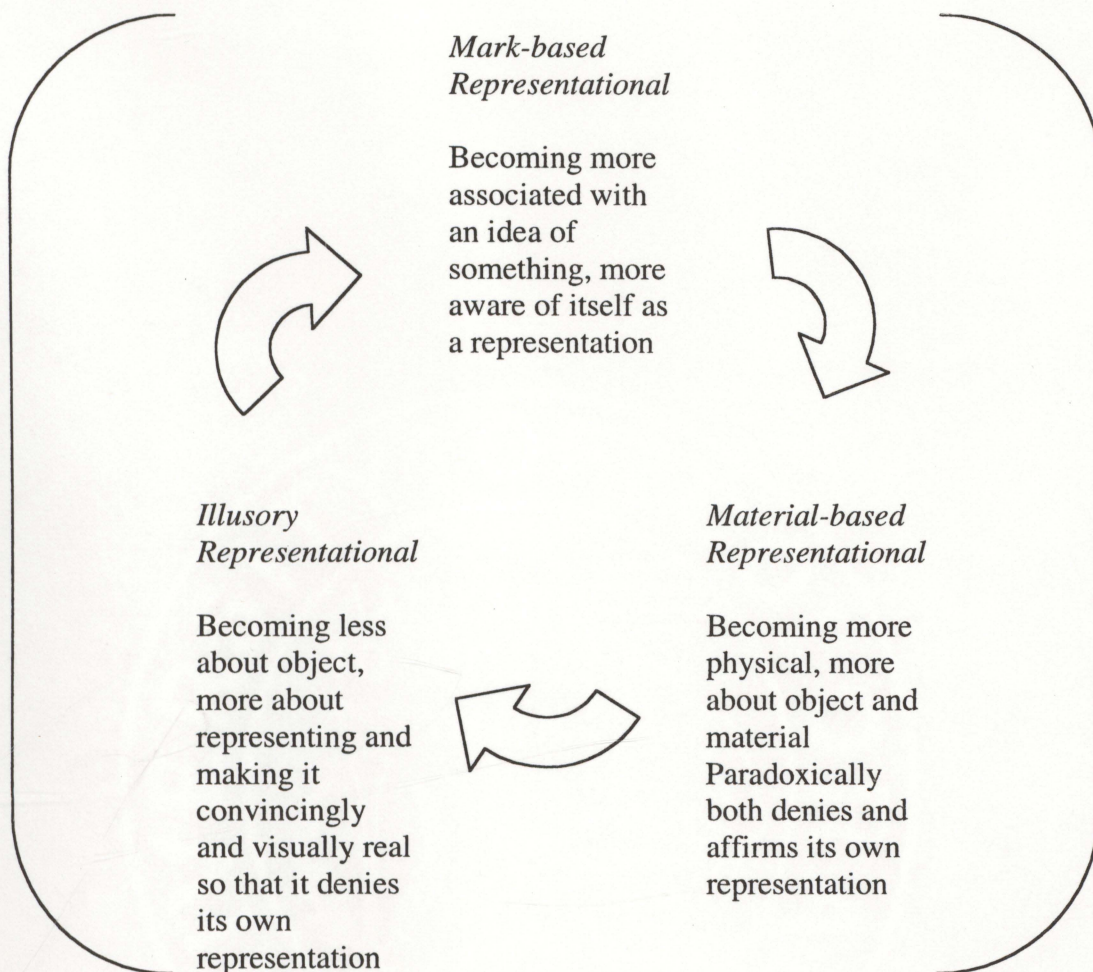 Mark-based
Representational
Becoming more
associated with
an idea of
something, more
aware of itself as
a representation
Illusory
Representational
Becoming less
about object,
more about
representing and
making it
convincingly
and visually real
so that it denies
its own
representation
Material-based
Representational
Becoming more
physical, more
about object and
material
Paradoxically
both denies and
affirms its own
representation